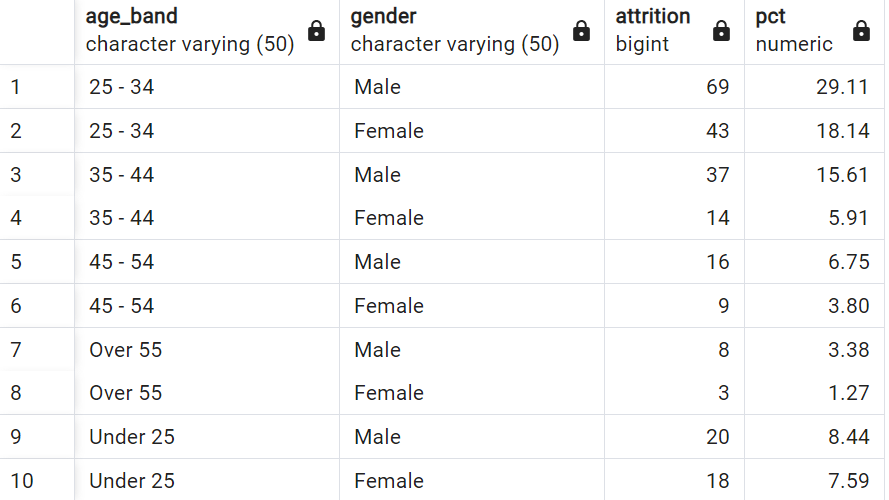 age_band gender attrition pct
character varying (50) character varying (50) bigint numeric
1 25 - 34 Male 69 29.11
2 25 - 34 Female 43 18.14
3 35 - 44 Male 37 15.61
4 35 - 44 Female 14 5.91
5 45 - 54 Male 16 6.75
6 45 - 54 Female 9 3.80
7 Over 55 Male 8 3.38
8 Over 55 Female 3 1.27
9 Under 25 Male 20 8.44
10 Under 25 Female 18 7.59